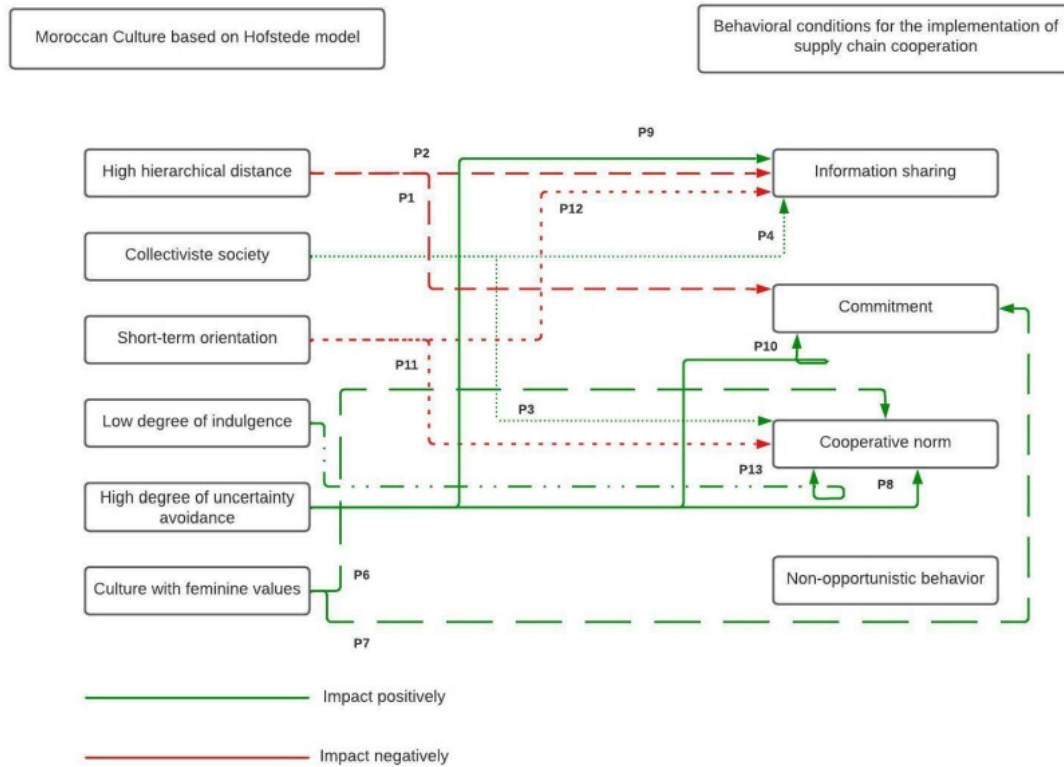 Moroccan Culture based on Hofstede model
Behavioral conditions for the implementation of
supply chain cooperation
P9
High hierarchical distance
P2
Information sharing
P1
P12
Collectiviste society
P4
Commitment
Short-term orientation
P11
P10
Low degree of indulgence
P3
Cooperative norm
P13
P8
High degree of uncertainty
avoidance
Culture with feminine values
P6
Non-opportunistic behavior
P7
Impact positively
Impact negatively